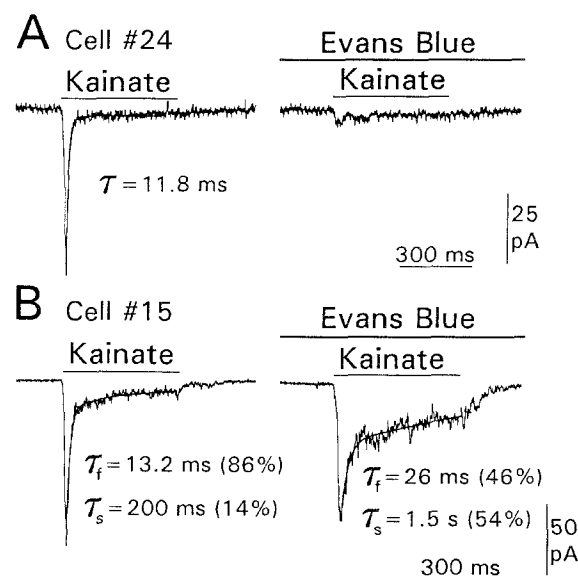 A Cell #24
Evans Blue
Kainate
Kainate
τ = 11.8 ms
25
pA
300 ms
B Cell #15
Evans Blue
Kainate
Kainate
τf = 13.2 ms (86%)
τs = 200 ms (14%)
τf = 26 ms (46%)
τs = 1.5 s (54%)
50
pA
300 ms